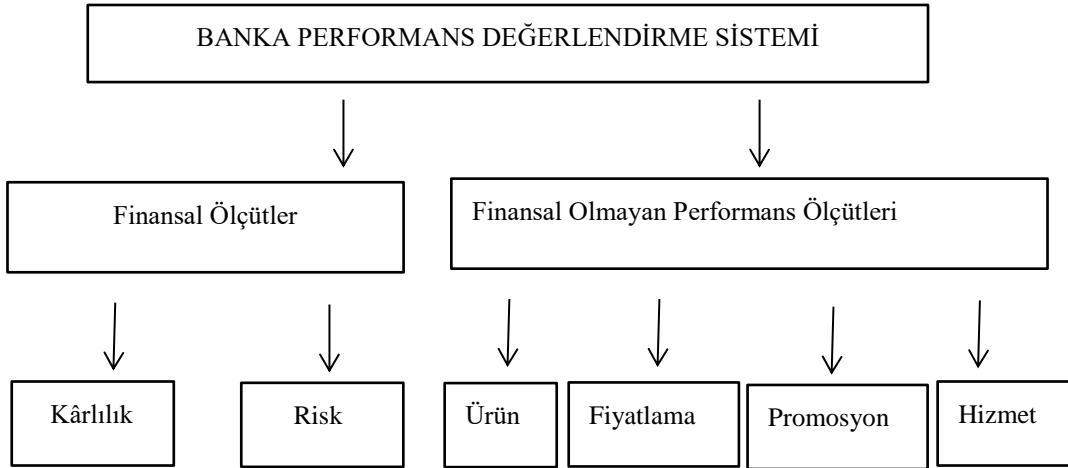 BANKA PERFORMANS DEĞERLENDİRME SİSTEMİ
Finansal Ölçütler
Finansal Olmayan Performans Ölçütleri
Kârlılık
Risk
Ürün
Fiyatlama
Promosyon
Hizmet